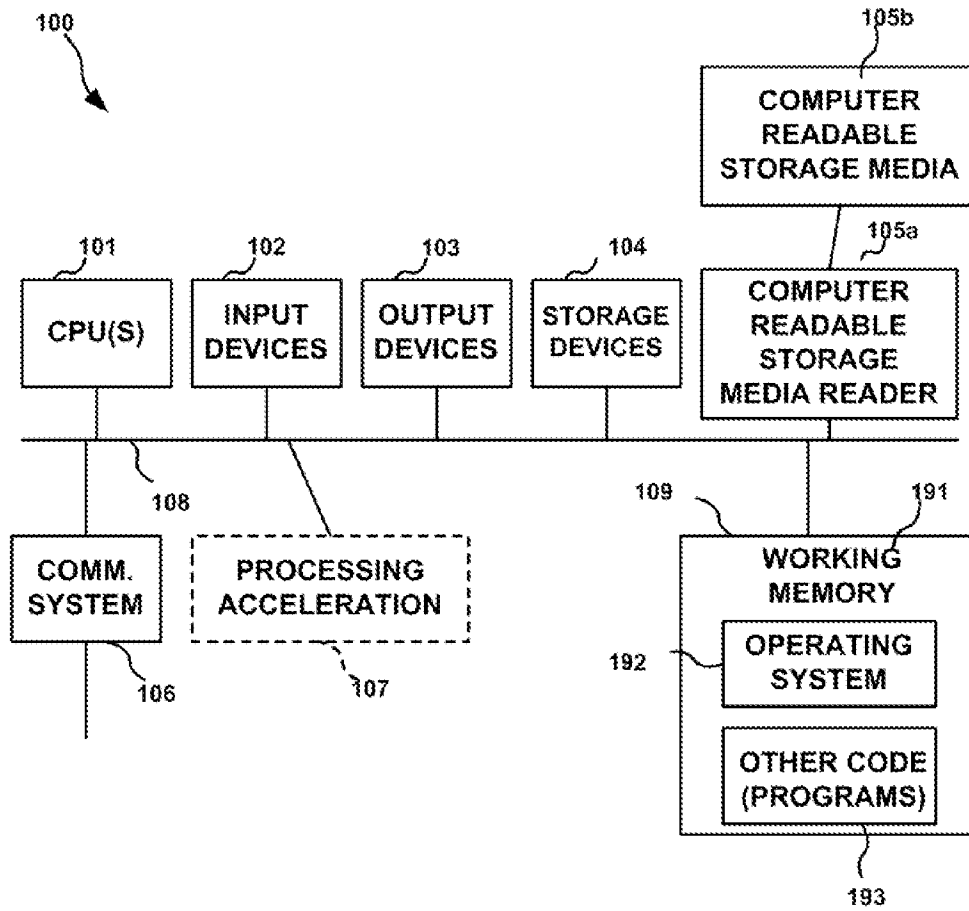 100
105b
COMPUTER
READABLE
STORAGE MEDIA
105a
101
102
103
104
CPU(S)
INPUT
DEVICES
OUTPUT
DEVICES
STORAGE
DEVICES
COMPUTER
READABLE
STORAGE
MEDIA READER
108
109
191
COMM.
SYSTEM
PROCESSING
ACCELERATION
WORKING
MEMORY
106
107
192
OPERATING
SYSTEM
OTHER CODE
(PROGRAMS)
193